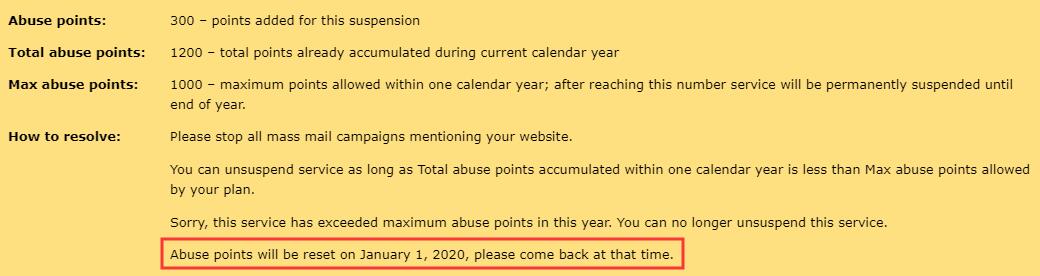 Abuse points: 300 – points added for this suspension
Total abuse points: 1200 – total points already accumulated during current calendar year
Max abuse points: 1000 – maximum points allowed within one calendar year; after reaching this number service will be permanently suspended until
end of year.
How to resolve: Please stop all mass mail campaigns mentioning your website.
You can unsuspend service as long as Total abuse points accumulated within one calendar year is less than Max abuse points allowed
by your plan.
Sorry, this service has exceeded maximum abuse points in this year. You can no longer unsuspend this service.
Abuse points will be reset on January 1, 2020, please come back at that time.